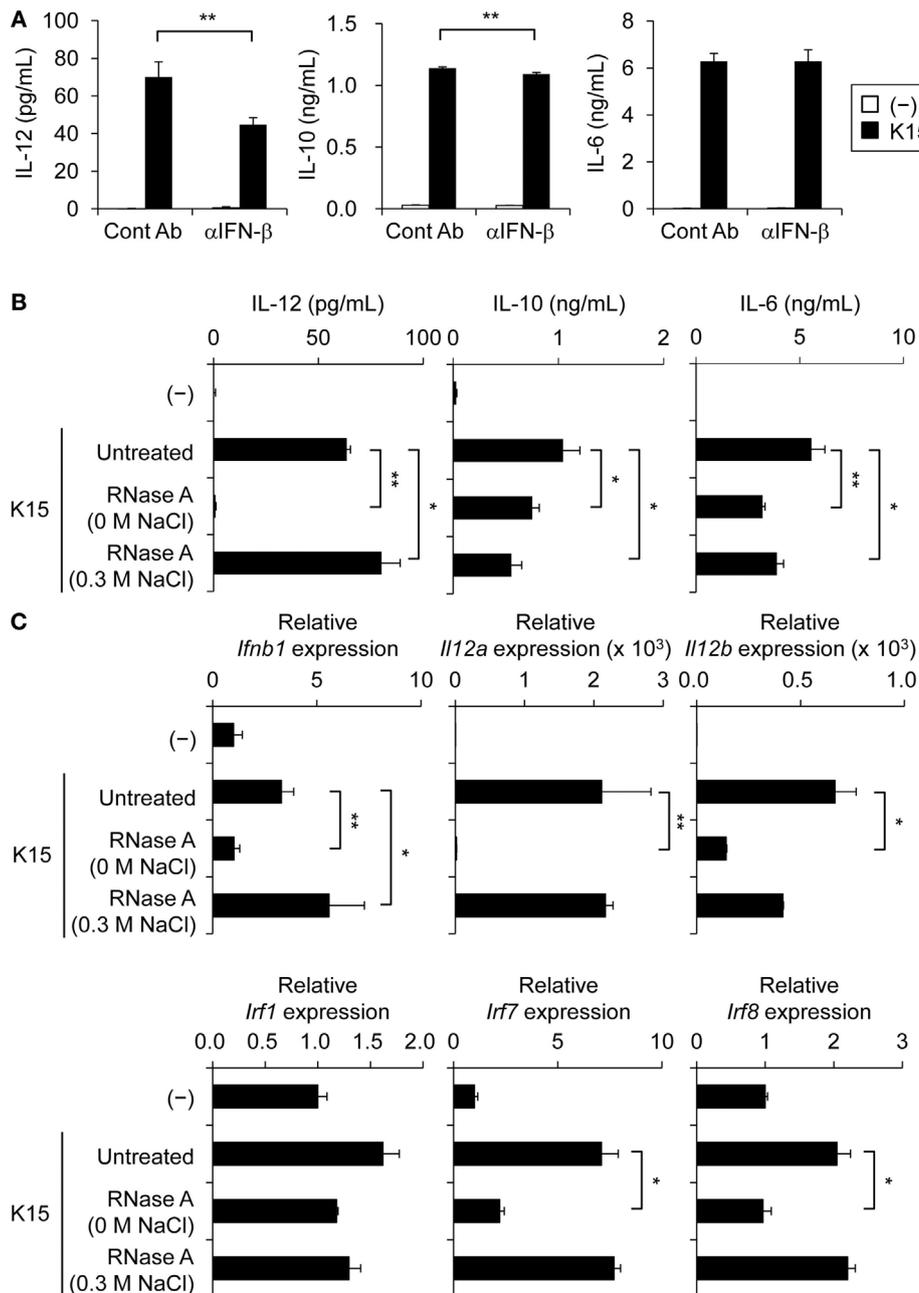 A
IL-12 (pg/mL)
100
80
60
40
20
0
**
Cont Ab αIFN-β
IL-10 (ng/mL)
1.5
1.0
0.5
0.0
**
Cont Ab αIFN-β
IL-6 (ng/mL)
8
6
4
2
0
Cont Ab αIFN-β
(−)
K15
B
IL-12 (pg/mL) IL-10 (ng/mL) IL-6 (ng/mL)
0 50 100 0 1 2 0 5 10
(−)
K15
Untreated
RNase A
(0 M NaCl)
RNase A
(0.3 M NaCl)
** * * * ** *
C
Relative Relative Relative
Ifnb1 expression Il12a expression (x 10³) Il12b expression (x 10³)
0 5 10 0 1 2 3 0.0 0.5 1.0
(−)
K15
Untreated
RNase A
(0 M NaCl)
RNase A
(0.3 M NaCl)
** * ** *
Relative Relative Relative
Irf1 expression Irf7 expression Irf8 expression
0.0 0.5 1.0 1.5 2.0 0 5 10 0 1 2 3
(−)
K15
Untreated
RNase A
(0 M NaCl)
RNase A
(0.3 M NaCl)
* *